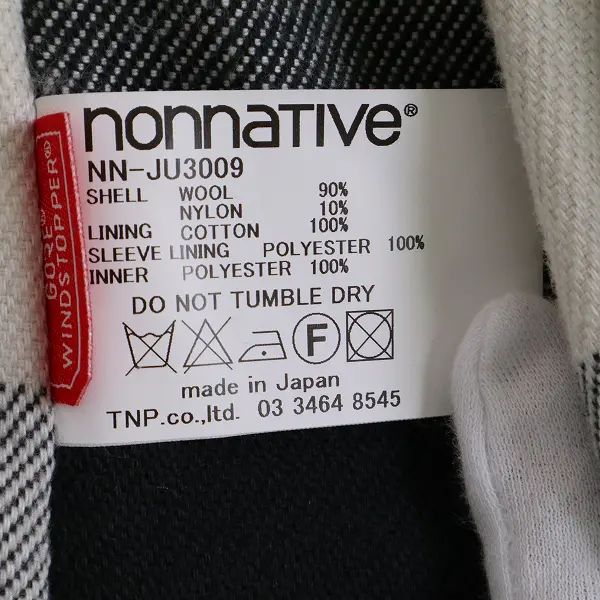 nonnative®
NN-JU3009
SHELL WOOL 90%
NYLON 10%
LINING COTTON 100%
SLEEVE LINING POLYESTER 100%
INNER POLYESTER 100%
DO NOT TUMBLE DRY
F
made in Japan
TNP.co.,ltd. 03 3464 8545
GORE®
WINDSTOPPER®